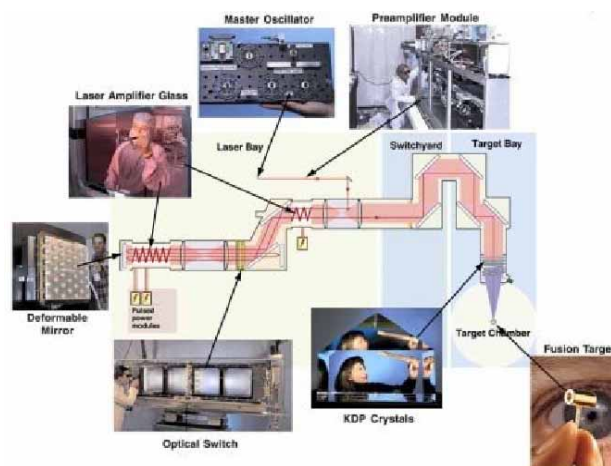 Master Oscillator
Preamplifier Module
Laser Amplifier Glass
Laser Bay
Switchyard
Target Bay
Deformable
Mirror
Pulsed
power
modules
Optical Switch
KDP Crystals
Target Chamber
Fusion Target